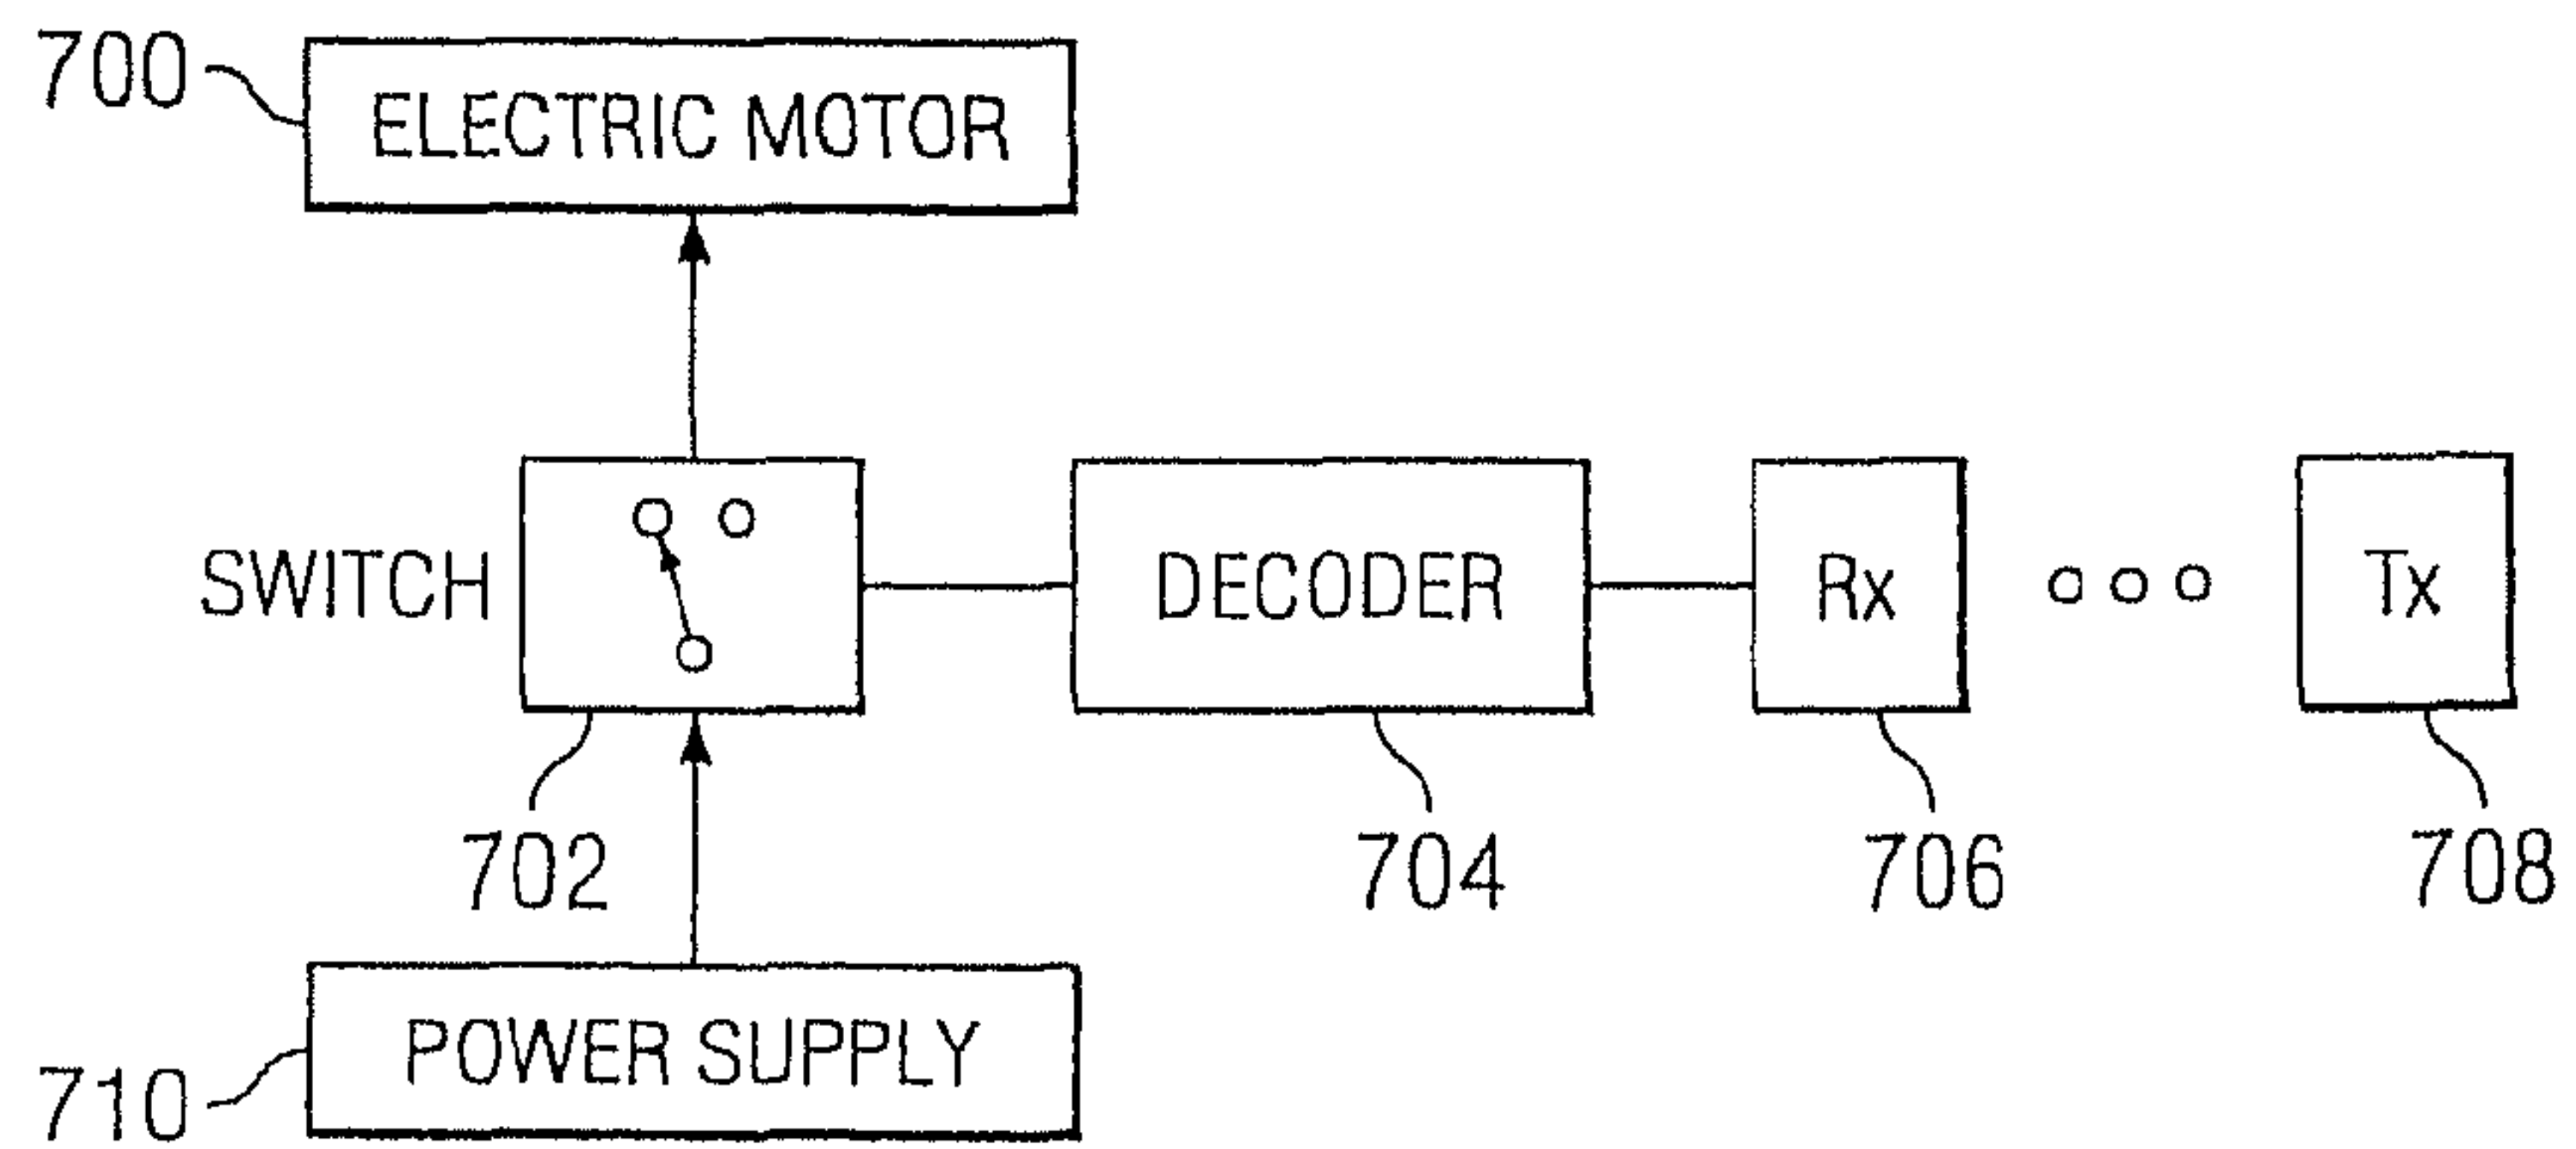 700
ELECTRIC MOTOR
SWITCH
DECODER
Rx
Tx
702
704
706
708
POWER SUPPLY
710